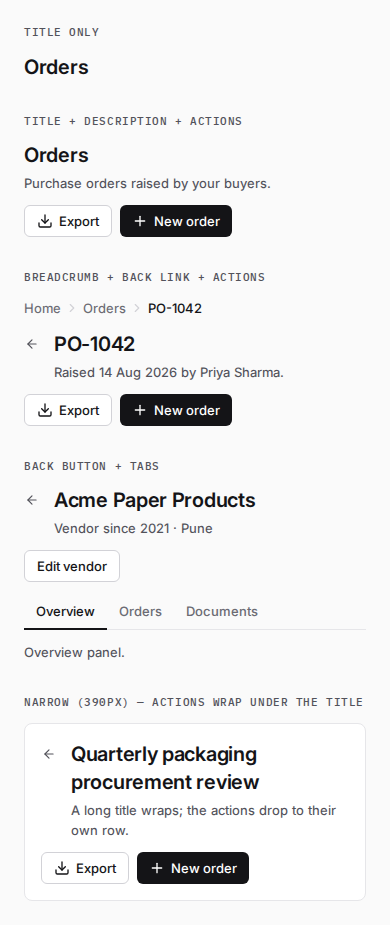 TITLE ONLY
Orders
TITLE + DESCRIPTION + ACTIONS
Orders
Purchase orders raised by your buyers.
Export New order
BREADCRUMB + BACK LINK + ACTIONS
Home Orders PO-1042
PO-1042
Raised 14 Aug 2026 by Priya Sharma.
Export New order
BACK BUTTON + TABS
Acme Paper Products
Vendor since 2021 · Pune
Edit vendor
Overview Orders Documents
Overview panel.
NARROW (390PX) — ACTIONS WRAP UNDER THE TITLE
Quarterly packaging
procurement review
A long title wraps; the actions drop to their
own row.
Export New order